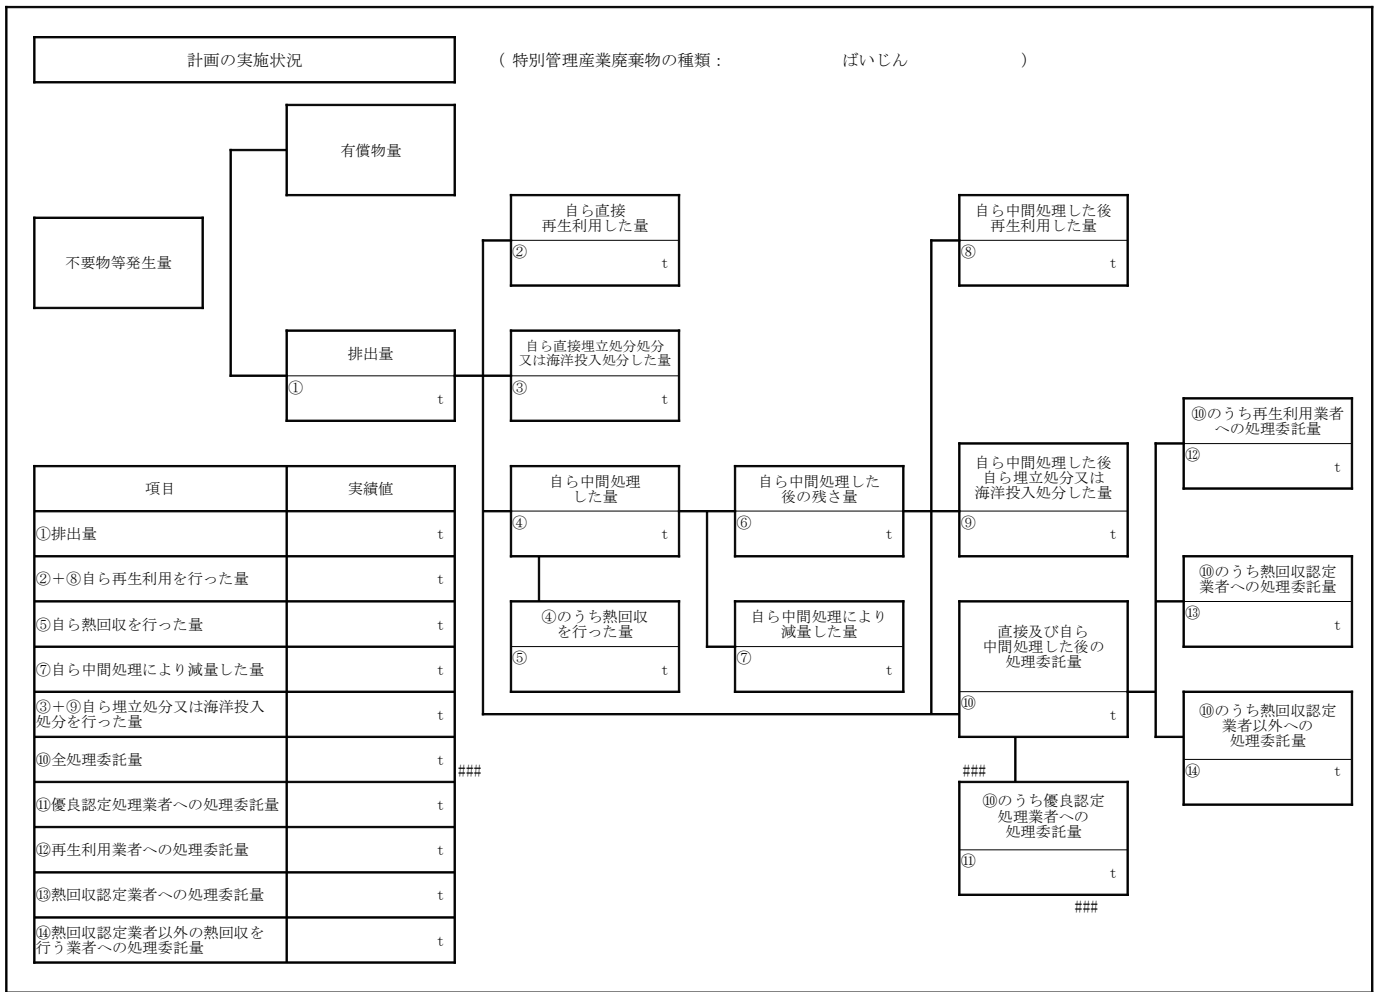 計画の実施状況
（ 特別管理産業廃棄物の種類： ばいじん ）
有償物量
不要物等発生量
自ら直接
再生利用した量
② t
自ら中間処理した後
再生利用した量
⑧ t
排出量
① t
自ら直接埋立処分処分
又は海洋投入処分した量
③ t
⑩のうち再生利用業者
への処理委託量
⑫ t
自ら中間処理
した量
④ t
自ら中間処理した
後の残さ量
⑥ t
自ら中間処理した後
自ら埋立処分又は
海洋投入処分した量
⑨ t
⑩のうち熱回収認定
業者への処理委託量
⑬ t
④のうち熱回収
を行った量
⑤ t
自ら中間処理により
減量した量
⑦ t
直接及び自ら
中間処理した後の
処理委託量
⑩ t
⑩のうち熱回収認定
業者以外への
処理委託量
⑭ t
###
⑩のうち優良認定
処理業者への
処理委託量
⑪ t
###
項目 実績値
①排出量 t
②＋⑧自ら再生利用を行った量 t
⑤自ら熱回収を行った量 t
⑦自ら中間処理により減量した量 t
③＋⑨自ら埋立処分又は海洋投入
処分を行った量 t
⑩全処理委託量 t
###
⑪優良認定処理業者への処理委託量 t
⑫再生利用業者への処理委託量 t
⑬熱回収認定業者への処理委託量 t
⑭熱回収認定業者以外の熱回収を
行う業者への処理委託量 t